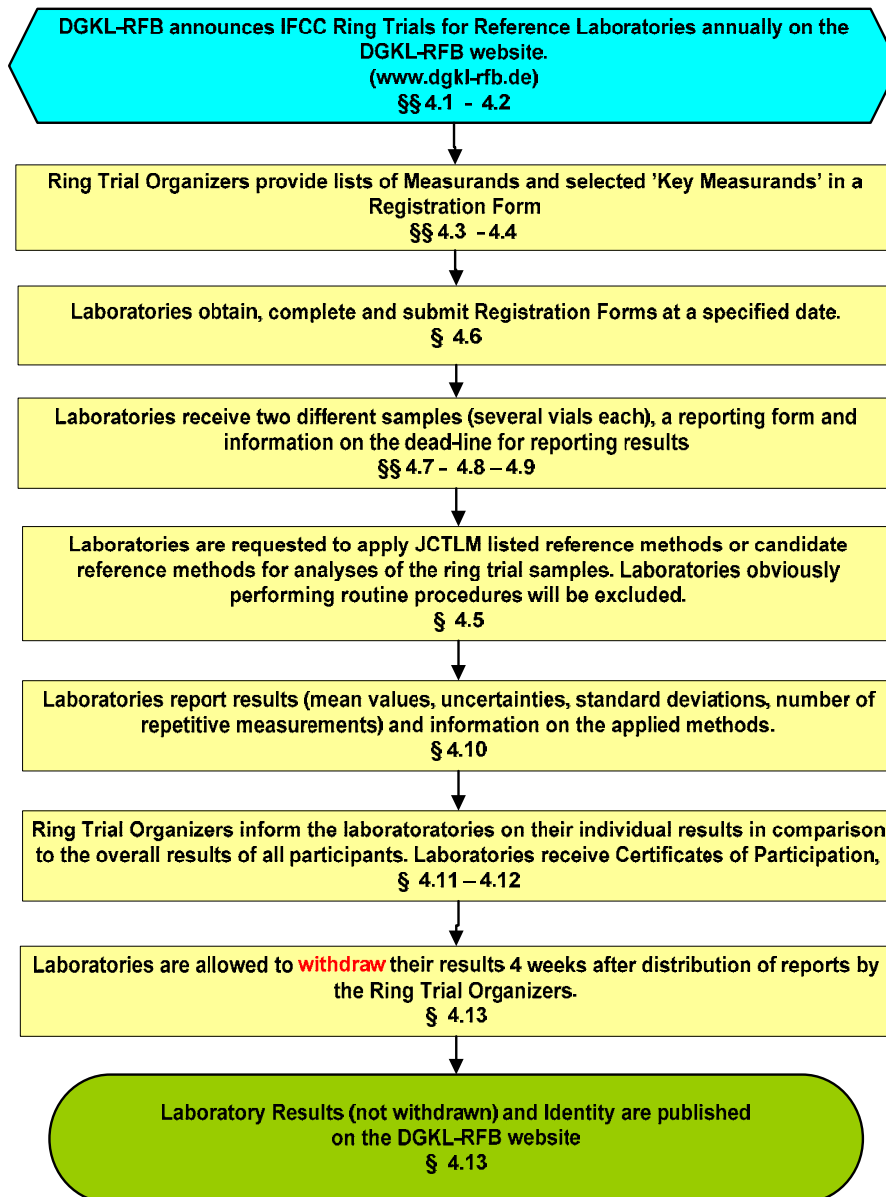 DGKL-RFB announces IFCC Ring Trials for Reference Laboratories annually on the
DGKL-RFB website.
(www.dgkl-rfb.de)
§§ 4.1 - 4.2
Ring Trial Organizers provide lists of Measurands and selected 'Key Measurands' in a
Registration Form
§§ 4.3 - 4.4
Laboratories obtain, complete and submit Registration Forms at a specified date.
§ 4.6
Laboratories receive two different samples (several vials each), a reporting form and
information on the dead-line for reporting results
§§ 4.7 - 4.8 – 4.9
Laboratories are requested to apply JCTLM listed reference methods or candidate
reference methods for analyses of the ring trial samples. Laboratories obviously
performing routine procedures will be excluded.
§ 4.5
Laboratories report results (mean values, uncertainties, standard deviations, number of
repetitive measurements) and information on the applied methods.
§ 4.10
Ring Trial Organizers inform the laboratoratories on their individual results in comparison
to the overall results of all participants. Laboratories receive Certificates of Participation,
§ 4.11 – 4.12
Laboratories are allowed to withdraw their results 4 weeks after distribution of reports by
the Ring Trial Organizers.
§ 4.13
Laboratory Results (not withdrawn) and Identity are published
on the DGKL-RFB website
§ 4.13